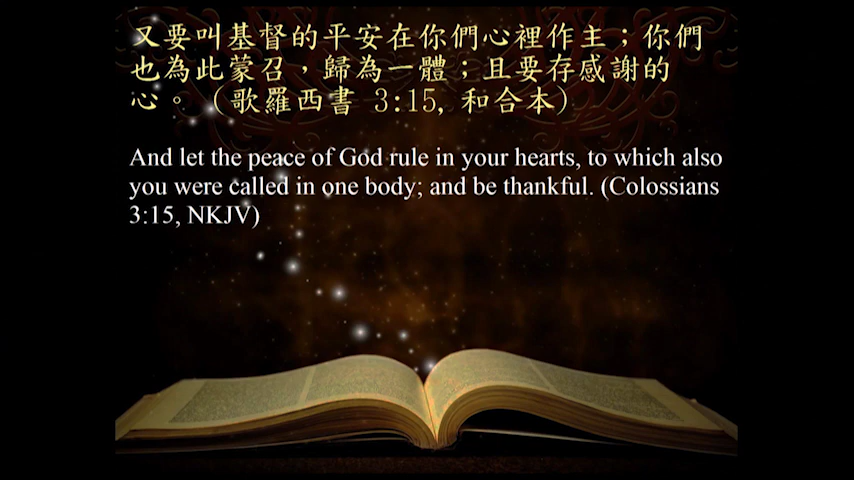 又要叫基督的平安在你們心裡作主；你們
也為此蒙召，歸為一體；且要存感謝的
心。 (歌羅西書 3:15, 和合本)
And let the peace of God rule in your hearts, to which also
you were called in one body; and be thankful. (Colossians
3:15, NKJV)